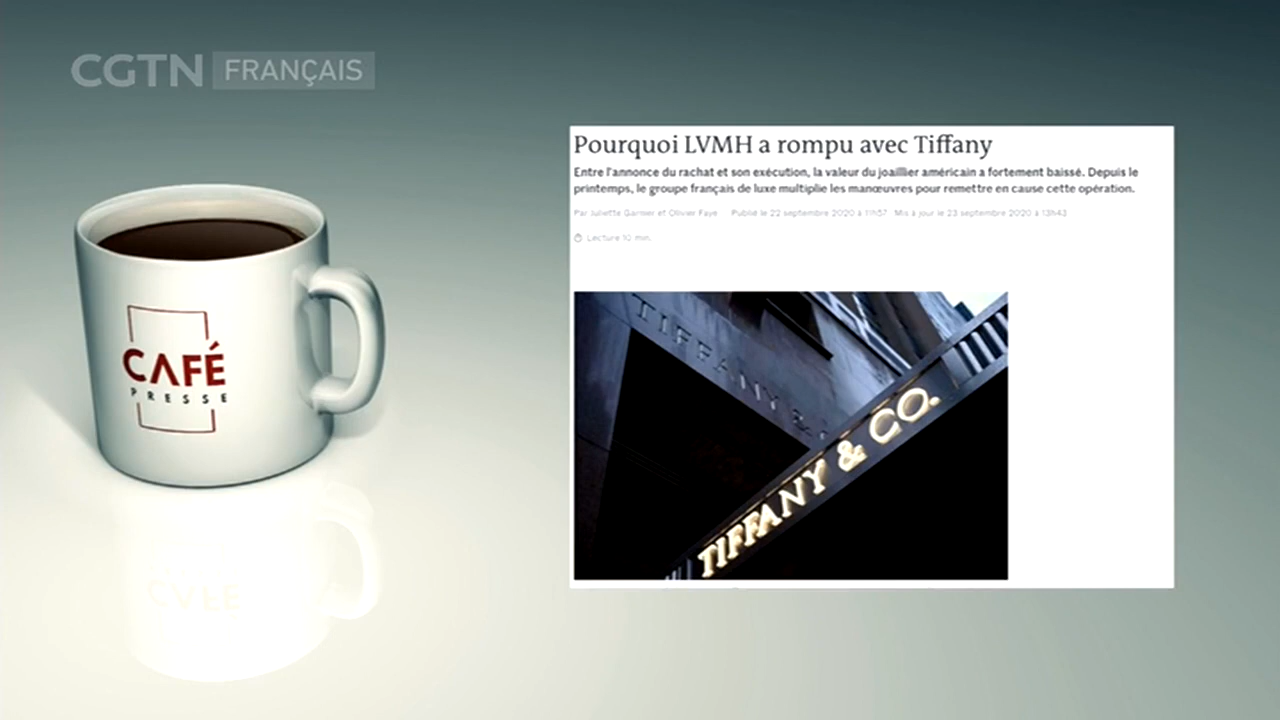 CGTN FRANÇAIS
Pourquoi LVMH a rompu avec Tiffany
Entre l'annonce du rachat et son exécution, la valeur du joaillier américain a fortement baissé. Depuis le
printemps, le groupe français de luxe multiplie les manœuvres pour remettre en cause cette opération.
Par Juliette Garnier et Olivier Faye Publié le 22 septembre 2020 à 11h57 Mis à jour le 23 septembre 2020 à 13h43
Lecture 10 min.
TIFFANY &
TIFFANY & CO.
CAFÉ
PRESSE